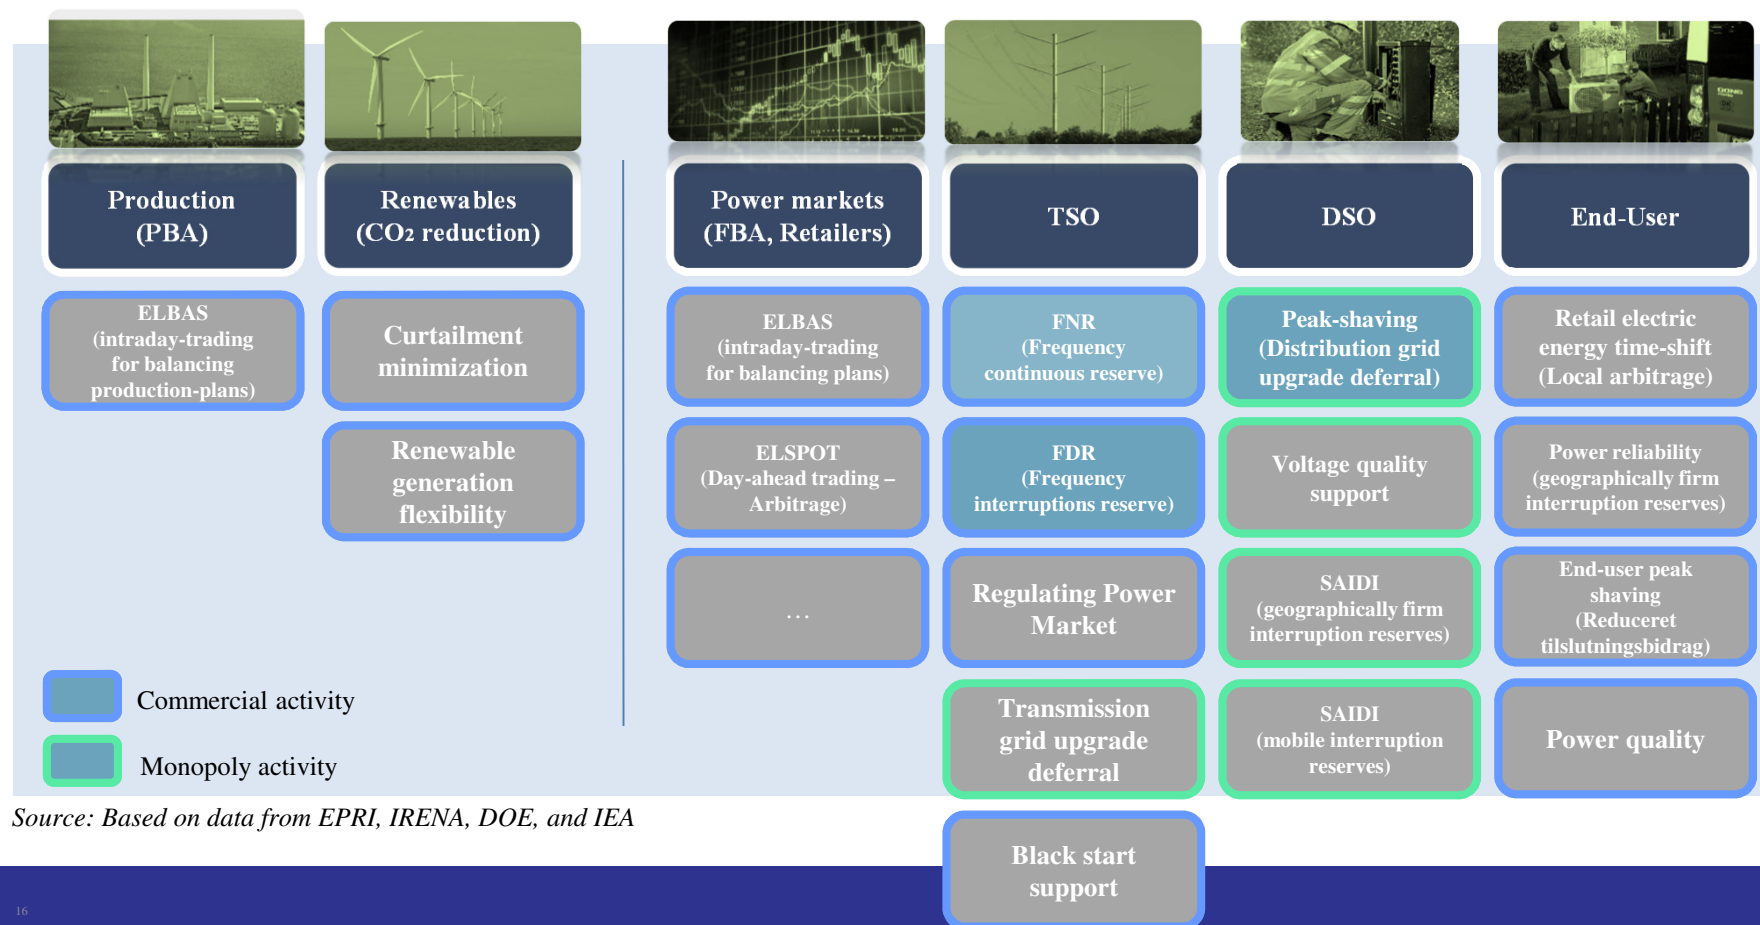 Production
(PBA)
Renewables
(CO2 reduction)
Power markets
(FBA, Retailers)
TSO
DSO
End-User
ELBAS
(intraday-trading
for balancing
production-plans)
Curtailment
minimization
Renewable
generation
flexibility
ELBAS
(intraday-trading
for balancing plans)
ELSPOT
(Day-ahead trading –
Arbitrage)
…
FNR
(Frequency
continuous reserve)
FDR
(Frequency
interruptions reserve)
Regulating Power
Market
Transmission
grid upgrade
deferral
Black start
support
Peak-shaving
(Distribution grid
upgrade deferral)
Voltage quality
support
SAIDI
(geographically firm
interruption reserves)
SAIDI
(mobile interruption
reserves)
Retail electric
energy time-shift
(Local arbitrage)
Power reliability
(geographically firm
interruption reserves)
End-user peak
shaving
(Reduceret
tilslutningsbidrag)
Power quality
Commercial activity
Monopoly activity
Source: Based on data from EPRI, IRENA, DOE, and IEA
16